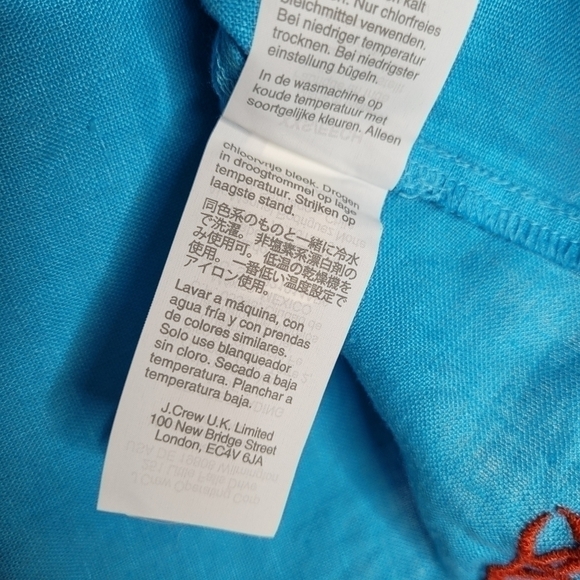 kalt
Bleichmittel verwenden.
Nur chlorfreies
Bei niedriger temperatur
trocknen. Bei niedrigster
einstellung bügeln.
In de wasmachine op
koude temperatuur met
soortgelijke kleuren. Alleen
chloorvrije bleek. Drogen
in droogtrommel op lage
temperatuur. Strijken op
laagste stand.
同色系のものと一緒に冷水
で洗濯。非塩素系漂白剤の
み使用可。低温の乾燥機を
使用。一番低い温度設定で
アイロン使用。
Lavar a máquina, con
agua fría y con prendas
de colores similares.
Solo use blanqueador
sin cloro. Secado a baja
temperatura. Planchar a
temperatura baja.
J.Crew U.K. Limited
100 New Bridge Street
London, EC4V 6JA